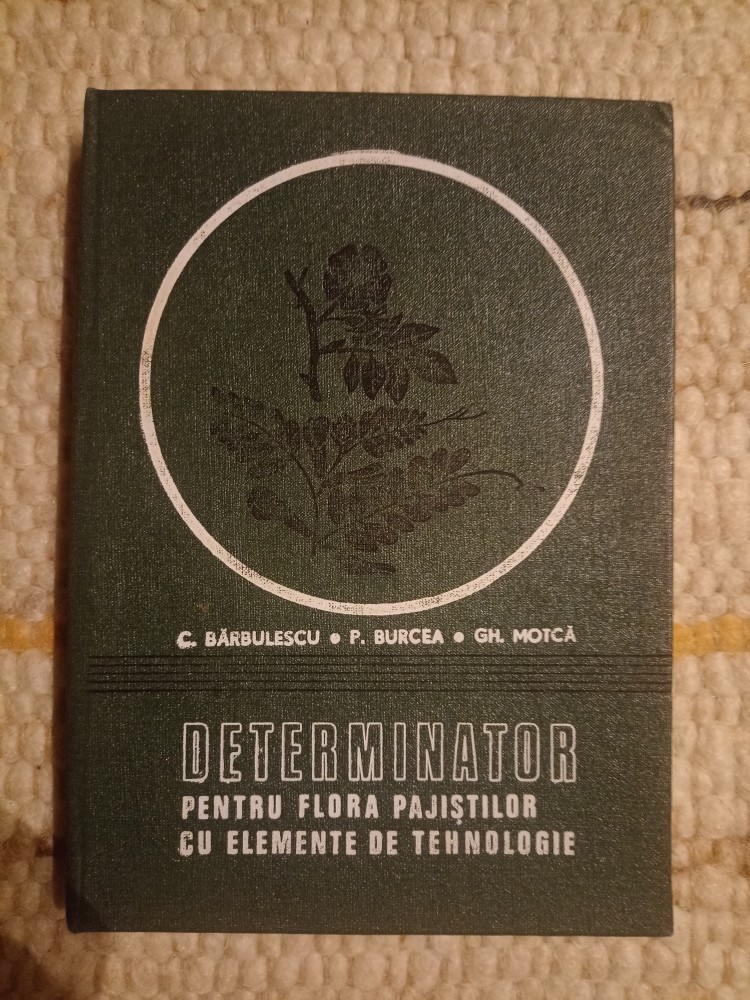 C. BĂRBULESCU • P. BURCEA • GH. MOTCĂ
DETERMINATOR
PENTRU FLORA PAJIȘTILOR
CU ELEMENTE DE TEHNOLOGIE